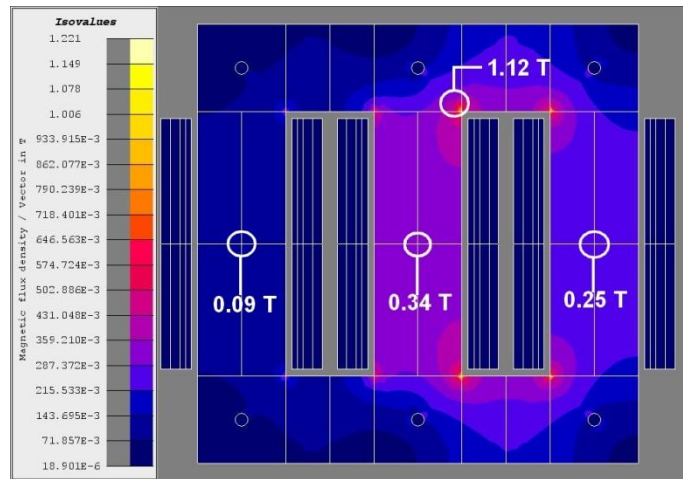 Isovalues
1.221
1.149
1.078
1.006
933.915E-3
862.077E-3
790.239E-3
718.401E-3
646.563E-3
574.724E-3
502.886E-3
431.048E-3
359.210E-3
287.372E-3
215.533E-3
143.695E-3
71.857E-3
18.901E-6
Magnetic flux density / Vector in T
1.12 T
0.09 T
0.34 T
0.25 T